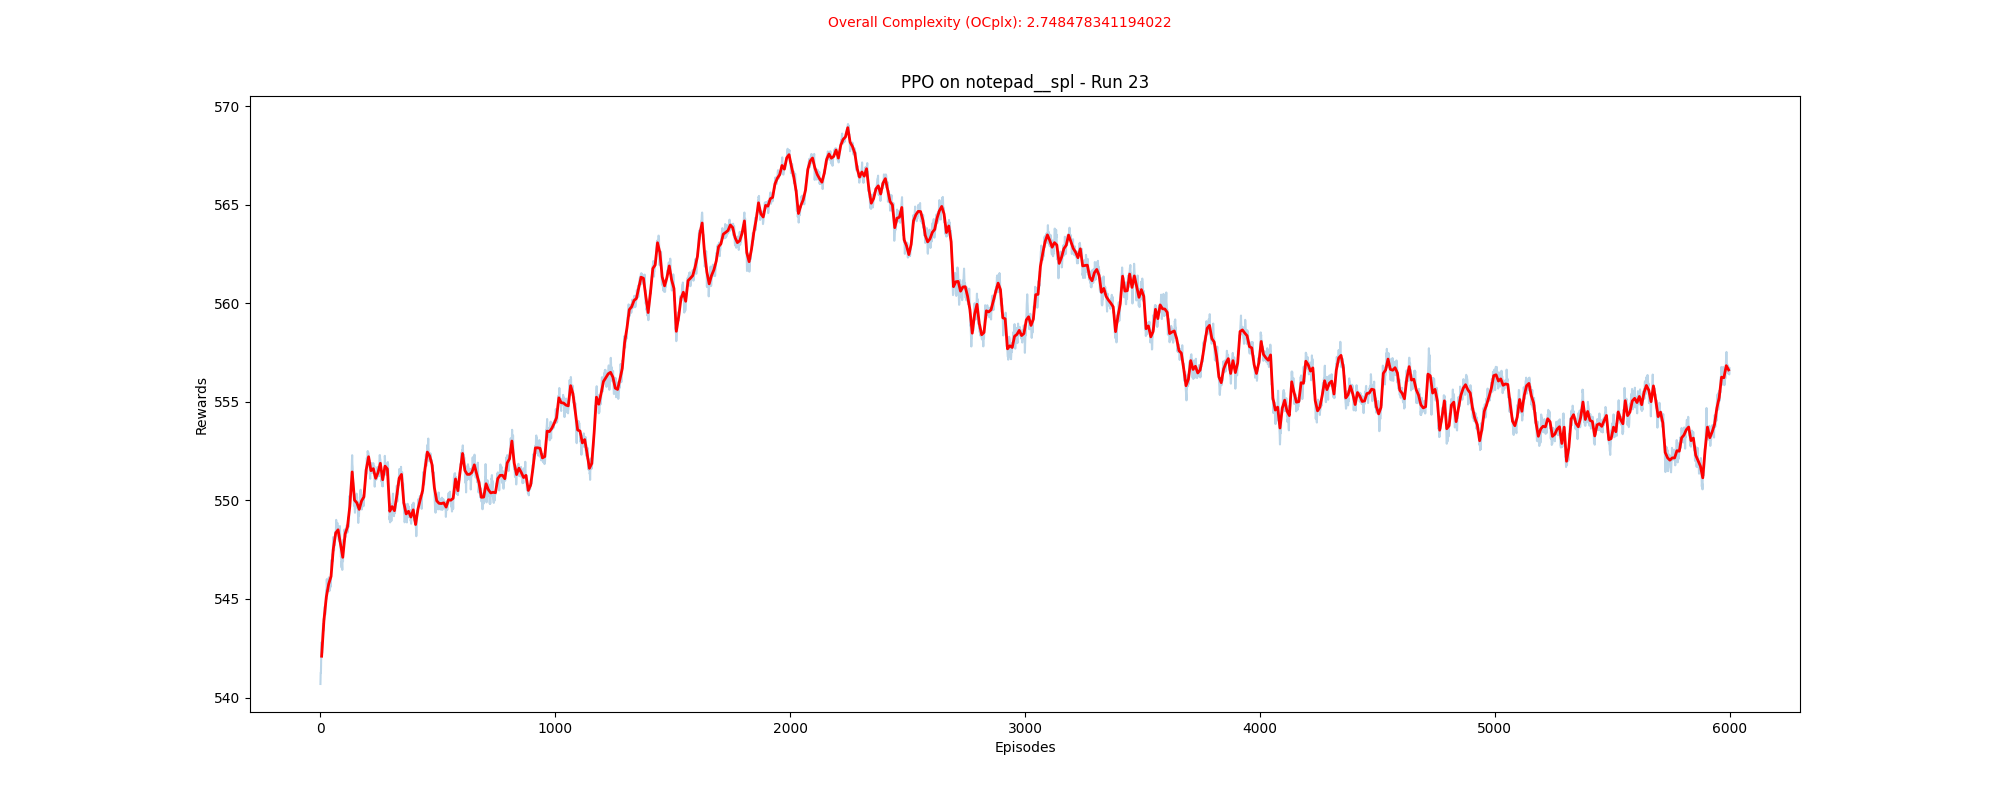 Overall Complexity (OCplx): 2.748478341194022
PPO on notepad__spl - Run 23
570
565
560
555
550
545
540
Rewards
0 1000 2000 3000 4000 5000 6000
Episodes